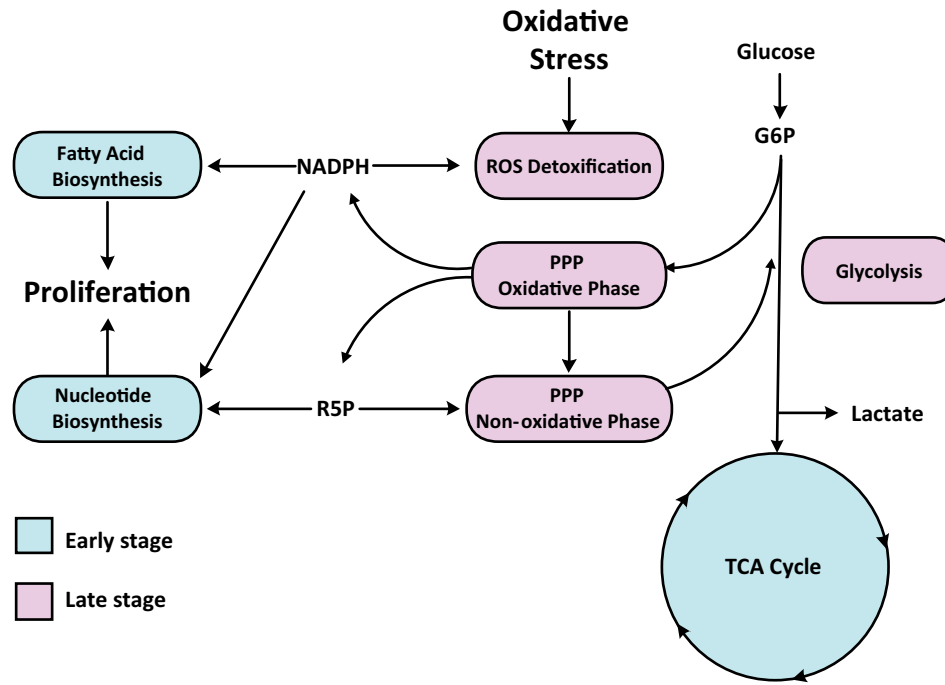 Oxidative
Stress
Glucose
G6P
Fatty Acid
Biosynthesis
NADPH
ROS Detoxification
PPP
Oxidative Phase
Glycolysis
Proliferation
Nucleotide
Biosynthesis
R5P
PPP
Non-oxidative Phase
Lactate
TCA Cycle
Early stage
Late stage